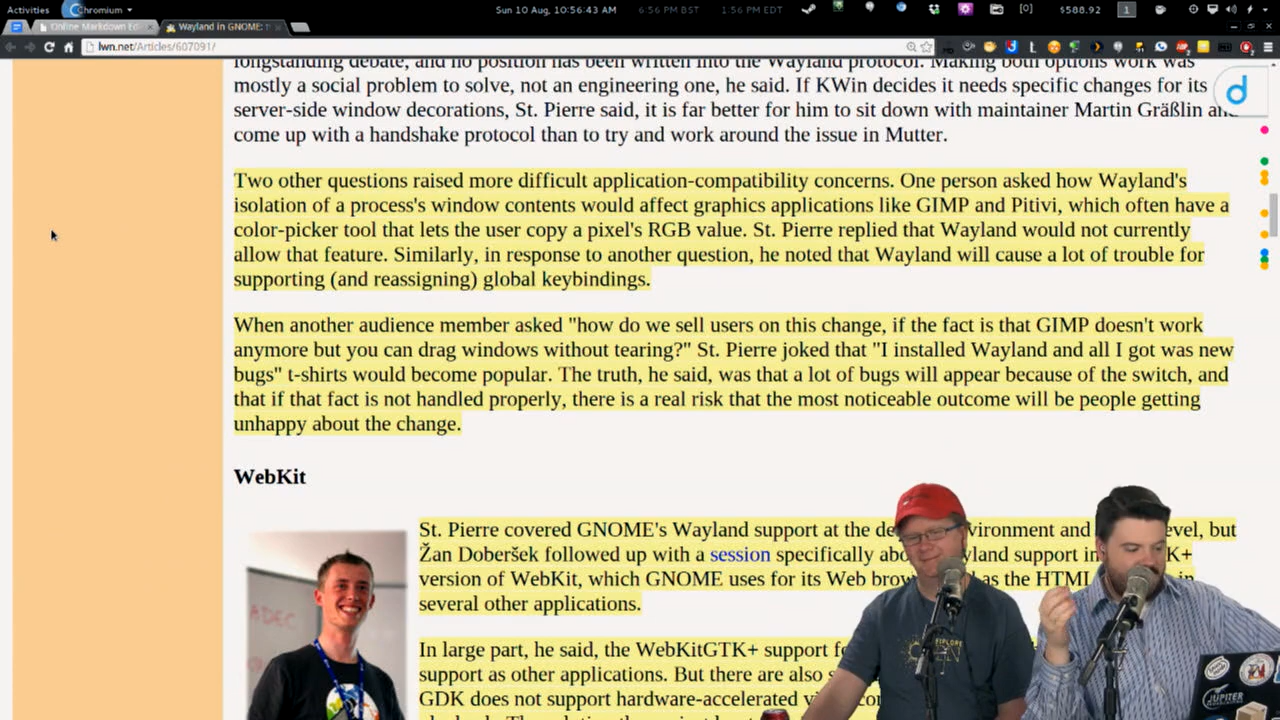 Activities
Chromium
Sun 10 Aug, 10:56:43 AM
6:56 PM BST
1:56 PM EDT
[0]
$588.92
1
Online Markdown Ed
Wayland in GNOME:
lwn.net/Articles/607091/
longstanding debate, and no position has been written into the Wayland protocol. Making both options work was
mostly a social problem to solve, not an engineering one, he said. If KWin decides it needs specific changes for its
server-side window decorations, St. Pierre said, it is far better for him to sit down with maintainer Martin Gräßlin and
come up with a handshake protocol than to try and work around the issue in Mutter.
Two other questions raised more difficult application-compatibility concerns. One person asked how Wayland's
isolation of a process's window contents would affect graphics applications like GIMP and Pitivi, which often have a
color-picker tool that lets the user copy a pixel's RGB value. St. Pierre replied that Wayland would not currently
allow that feature. Similarly, in response to another question, he noted that Wayland will cause a lot of trouble for
supporting (and reassigning) global keybindings.
When another audience member asked "how do we sell users on this change, if the fact is that GIMP doesn't work
anymore but you can drag windows without tearing?" St. Pierre joked that "I installed Wayland and all I got was new
bugs" t-shirts would become popular. The truth, he said, was that a lot of bugs will appear because of the switch, and
that if that fact is not handled properly, there is a real risk that the most noticeable outcome will be people getting
unhappy about the change.
WebKit
St. Pierre covered GNOME's Wayland support at the de vironment and evel, but
Žan Doberšek followed up with a session specifically abo yland support in K+
version of WebKit, which GNOME uses for its Web brow as the HTML in
several other applications.
In large part, he said, the WebKitGTK+ support fo
support as other applications. But there are also s
GDK does not support hardware-accelerated vi con
ADEC
EXPLORE
JUPITER